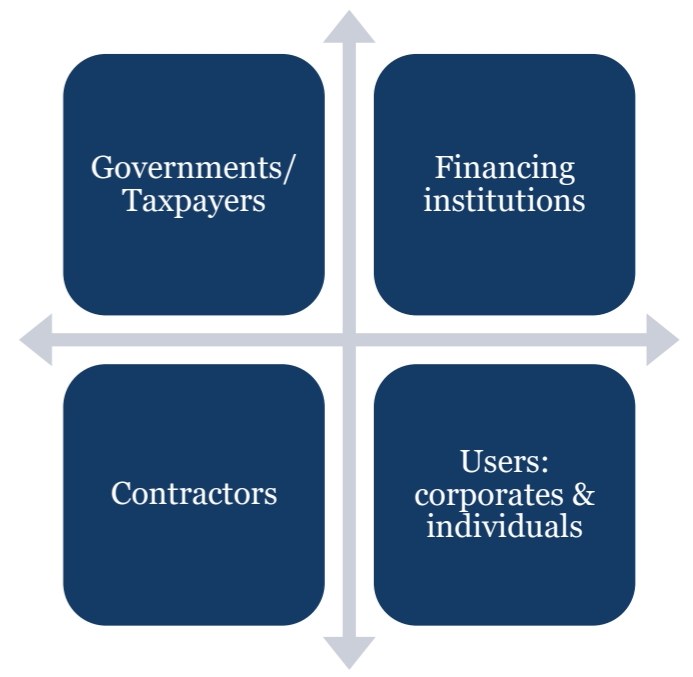 Governments/
Taxpayers
Financing
institutions
Contractors
Users:
corporates &
individuals